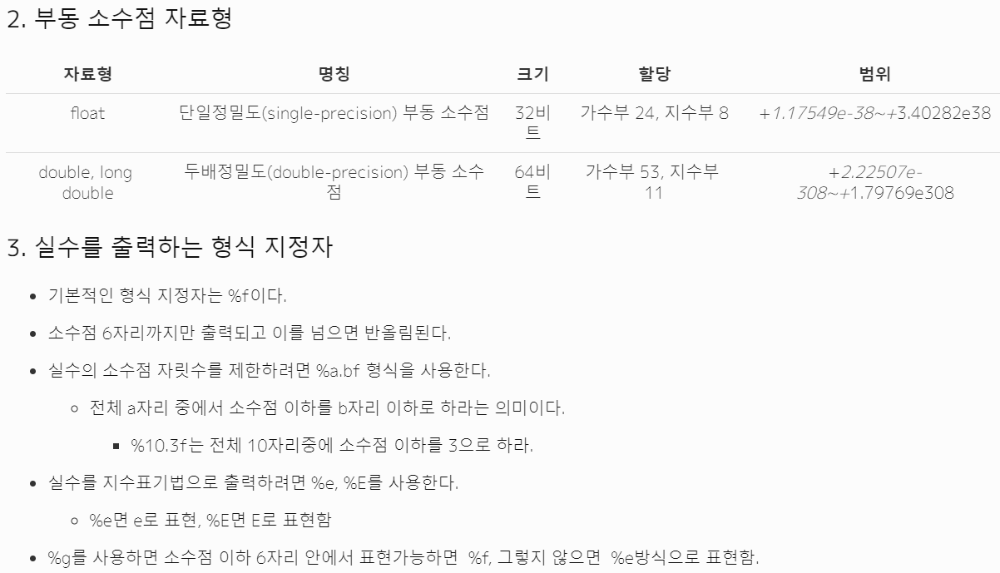 2. 부동 소수점 자료형
자료형 명칭 크기 할당 범위
float 단일정밀도(single-precision) 부동 소수점 32비 가수부 24, 지수부 8 +1.17549e-38~+3.40282e38
트
double, long 두배정밀도(double-precision) 부동 소수 64비 가수부 53, 지수부 +2.22507e-
double 점 트 11 308~+1.79769e308
3. 실수를 출력하는 형식 지정자
• 기본적인 형식 지정자는 %f이다.
• 소수점 6자리까지만 출력되고 이를 넘으면 반올림된다.
• 실수의 소수점 자릿수를 제한하려면 %a.bf 형식을 사용한다.
◦ 전체 a자리 중에서 소수점 이하를 b자리 이하로 하라는 의미이다.
▪ %10.3f는 전체 10자리중에 소수점 이하를 3으로 하라.
• 실수를 지수표기법으로 출력하려면 %e, %E를 사용한다.
◦ %e면 e로 표현, %E면 E로 표현함
• %g를 사용하면 소수점 이하 6자리 안에서 표현가능하면 %f, 그렇지 않으면 %e방식으로 표현함.